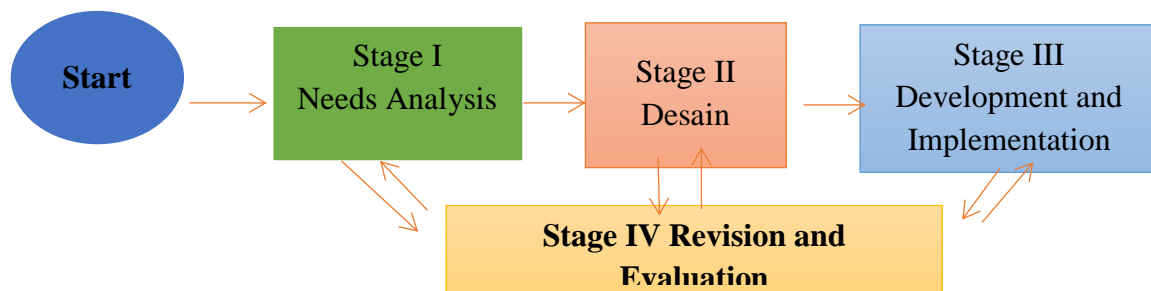 Start
Stage I
Needs Analysis
Stage II
Desain
Stage III
Development and
Implementation
Stage IV Revision and
Evaluation